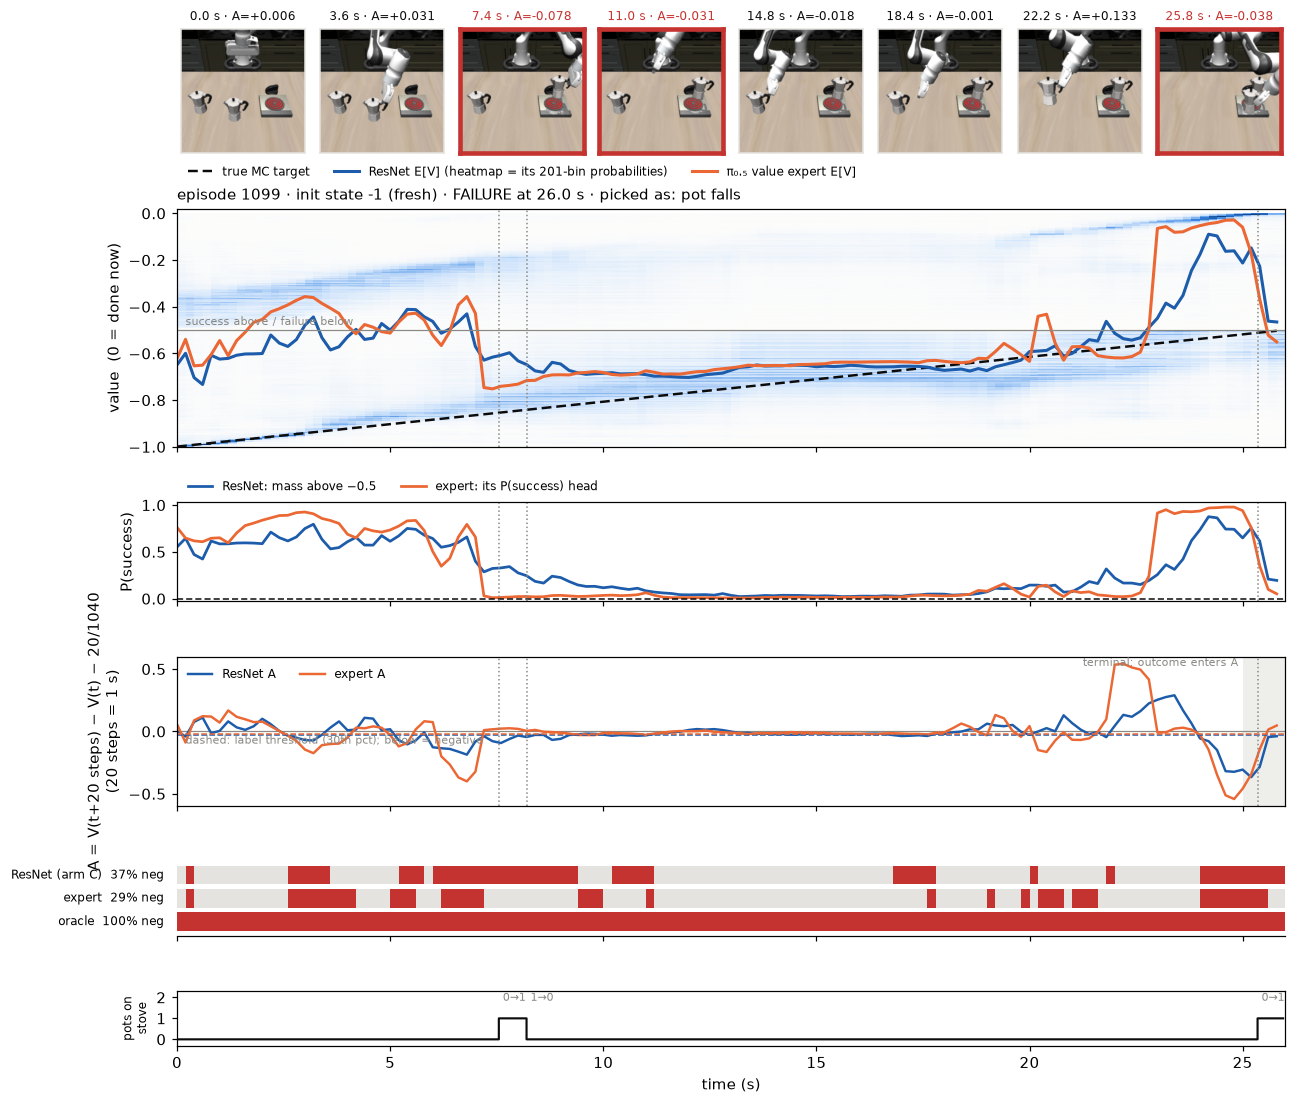 0.0 s · A=+0.006
3.6 s · A=+0.031
7.4 s · A=-0.078
11.0 s · A=-0.031
14.8 s · A=-0.018
18.4 s · A=-0.001
22.2 s · A=+0.133
25.8 s · A=-0.038
true MC target
ResNet E[V] (heatmap = its 201-bin probabilities)
π₀.₅ value expert E[V]
episode 1099 · init state -1 (fresh) · FAILURE at 26.0 s · picked as: pot falls
value (0 = done now)
0.0
−0.2
−0.4
−0.6
−0.8
−1.0
success above / failure below
ResNet: mass above −0.5
expert: its P(success) head
P(success)
1.0
0.5
0.0
A = V(t+20 steps) − V(t) − 20/1040
(20 steps = 1 s)
0.5
0.0
−0.5
ResNet A
expert A
terminal: outcome enters A
dashed: label threshold (30th pct); below = negative
ResNet (arm C) 37% neg
expert 29% neg
oracle 100% neg
pots on
stove
2
1
0
0→1
1→0
0→1
0
5
10
15
20
25
time (s)